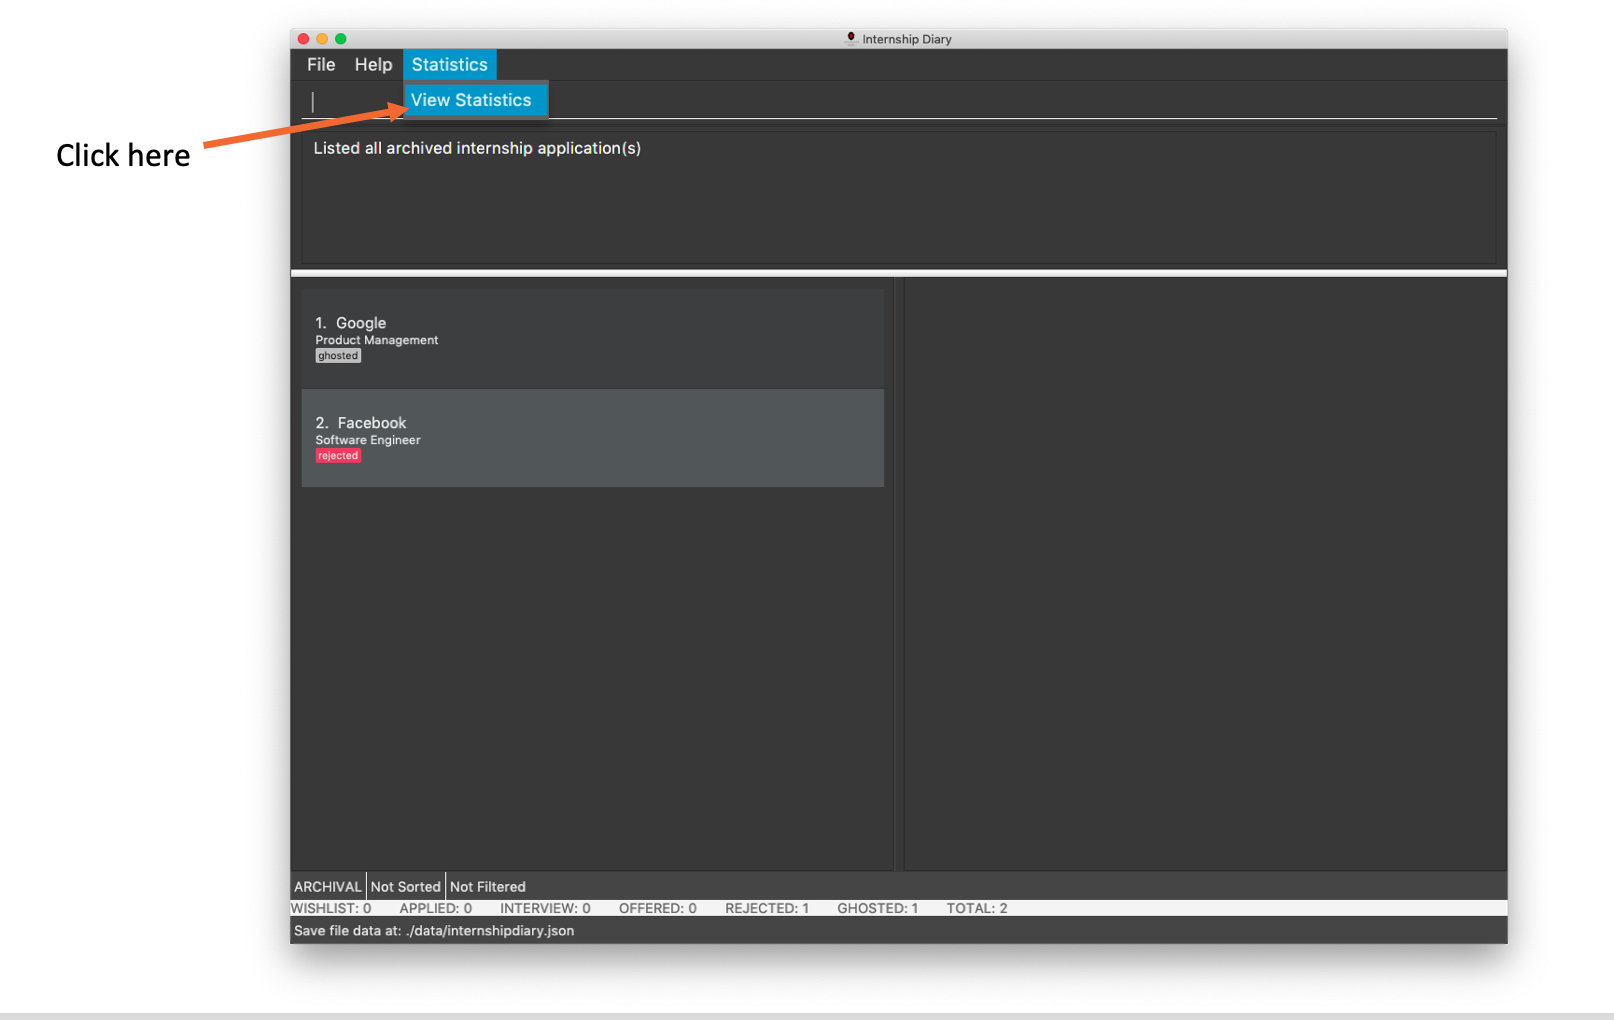 Internship Diary
File Help Statistics
View Statistics
Click here
Listed all archived internship application(s)
1. Google
Product Management
ghosted
2. Facebook
Software Engineer
rejected
ARCHIVAL Not Sorted Not Filtered
WISHLIST: 0 APPLIED: 0 INTERVIEW: 0 OFFERED: 0 REJECTED: 1 GHOSTED: 1 TOTAL: 2
Save file data at: ./data/internshipdiary.json